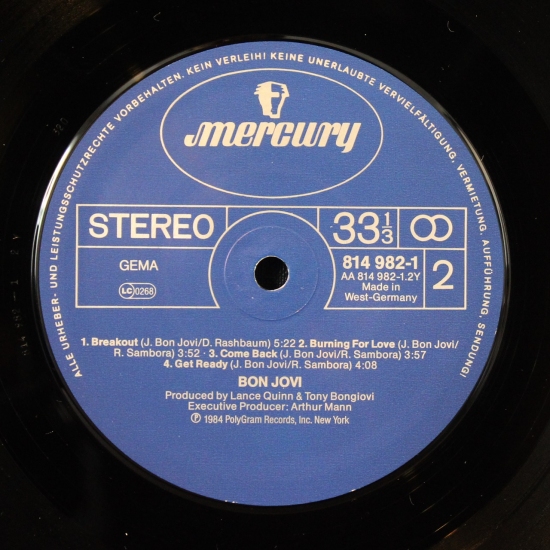 ALLE URHEBER- UND LEISTUNGSSCHUTZRECHTE VORBEHALTEN. KEIN VERLEIH! KEINE UNERLAUBTE VERVIELFÄLTIGUNG, VERMIETUNG, AUFFÜHRUNG, SENDUNG!
mercury
STEREO
33 1/3
GEMA
LC 0268
814 982-1
AA 814 982-1.2Y
Made in
West-Germany
2
1. Breakout (J. Bon Jovi/D. Rashbaum) 5:22 2. Burning For Love (J. Bon Jovi/
R. Sambora) 3:52 · 3. Come Back (J. Bon Jovi/R. Sambora) 3:57
4. Get Ready (J. Bon Jovi/R. Sambora) 4:08
BON JOVI
Produced by Lance Quinn & Tony Bongiovi
Executive Producer: Arthur Mann
℗ 1984 PolyGram Records, Inc. New York